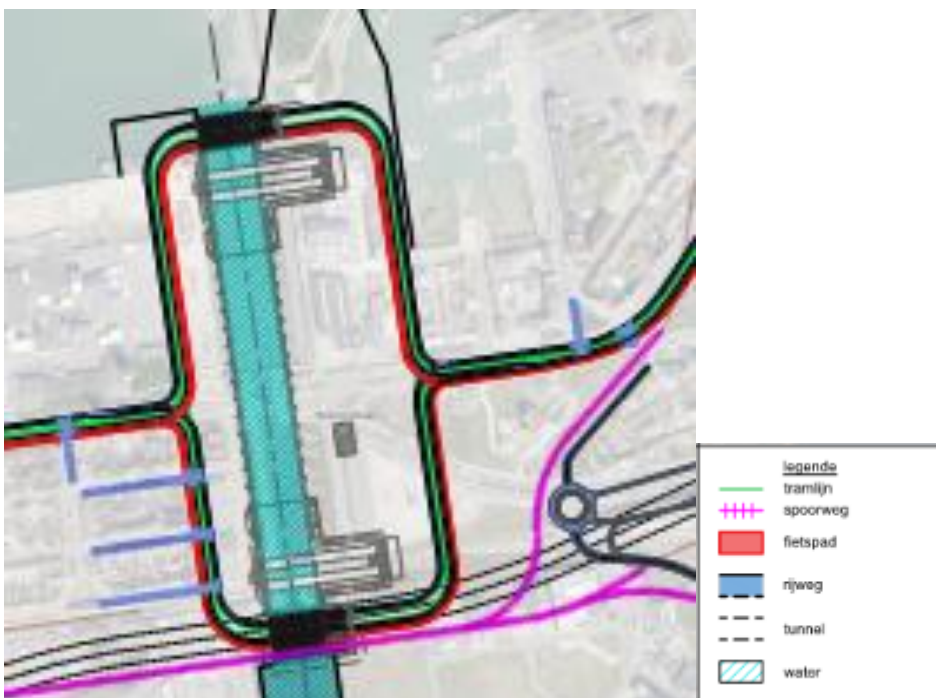 legende
tramlijn
spoorweg
fietspad
rijweg
tunnel
water